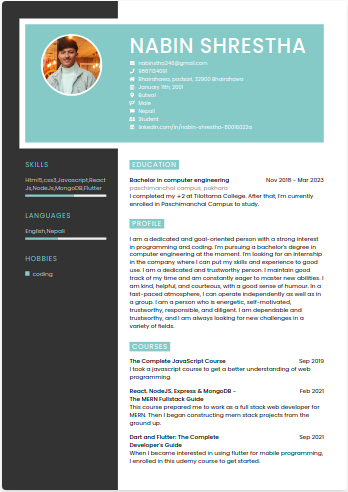 NABIN SHRESTHA
Bhairahawa, padsari, 32900 Bhairahawa
January 11th, 2001
Butwal
Male
Nepali
Student
SKILLS
Html5,css3,Javascript,React
Js,NodeJs,MongoDB,Flutter
LANGUAGES
English,Nepali
HOBBIES
coding
EDUCATION
Bachelor in computer engineering Nov 2018 - Mar 2023
paschimanchal campus, pokhara
I completed my +2 at Tilottama College. After that, I'm currently
enrolled in Paschimanchal Campus to study.
PROFILE
I am a dedicated and goal-oriented person with a strong interest
in programming and coding. I'm pursuing a bachelor's degree in
computer engineering at the moment. I'm looking for an internship
in the company where I can put my skills and experience to good
use. I am a dedicated and trustworthy person. I maintain good
track of my time and am constantly eager to master new abilities. I
am kind, helpful, and courteous, with a good sense of humour. In a
fast-paced atmosphere, I can operate independently as well as in
a group. I am a person who is energetic, self-motivated,
trustworthy, responsible, and diligent. I am dependable and
trustworthy, and I am always looking for new challenges in a
variety of fields.
COURSES
The Complete JavaScript Course Sep 2019
I took a javascript course to get a better understanding of web
programming.
React, NodeJS, Express & MongoDB - Feb 2021
The MERN Fullstack Guide
This course prepared me to work as a full stack web developer for
MERN. Then I began constructing mern stack projects from the
ground up.
Dart and Flutter: The Complete Sep 2021
Developer's Guide
When I became interested in using flutter for mobile programming,
I enrolled in this udemy course to get started.